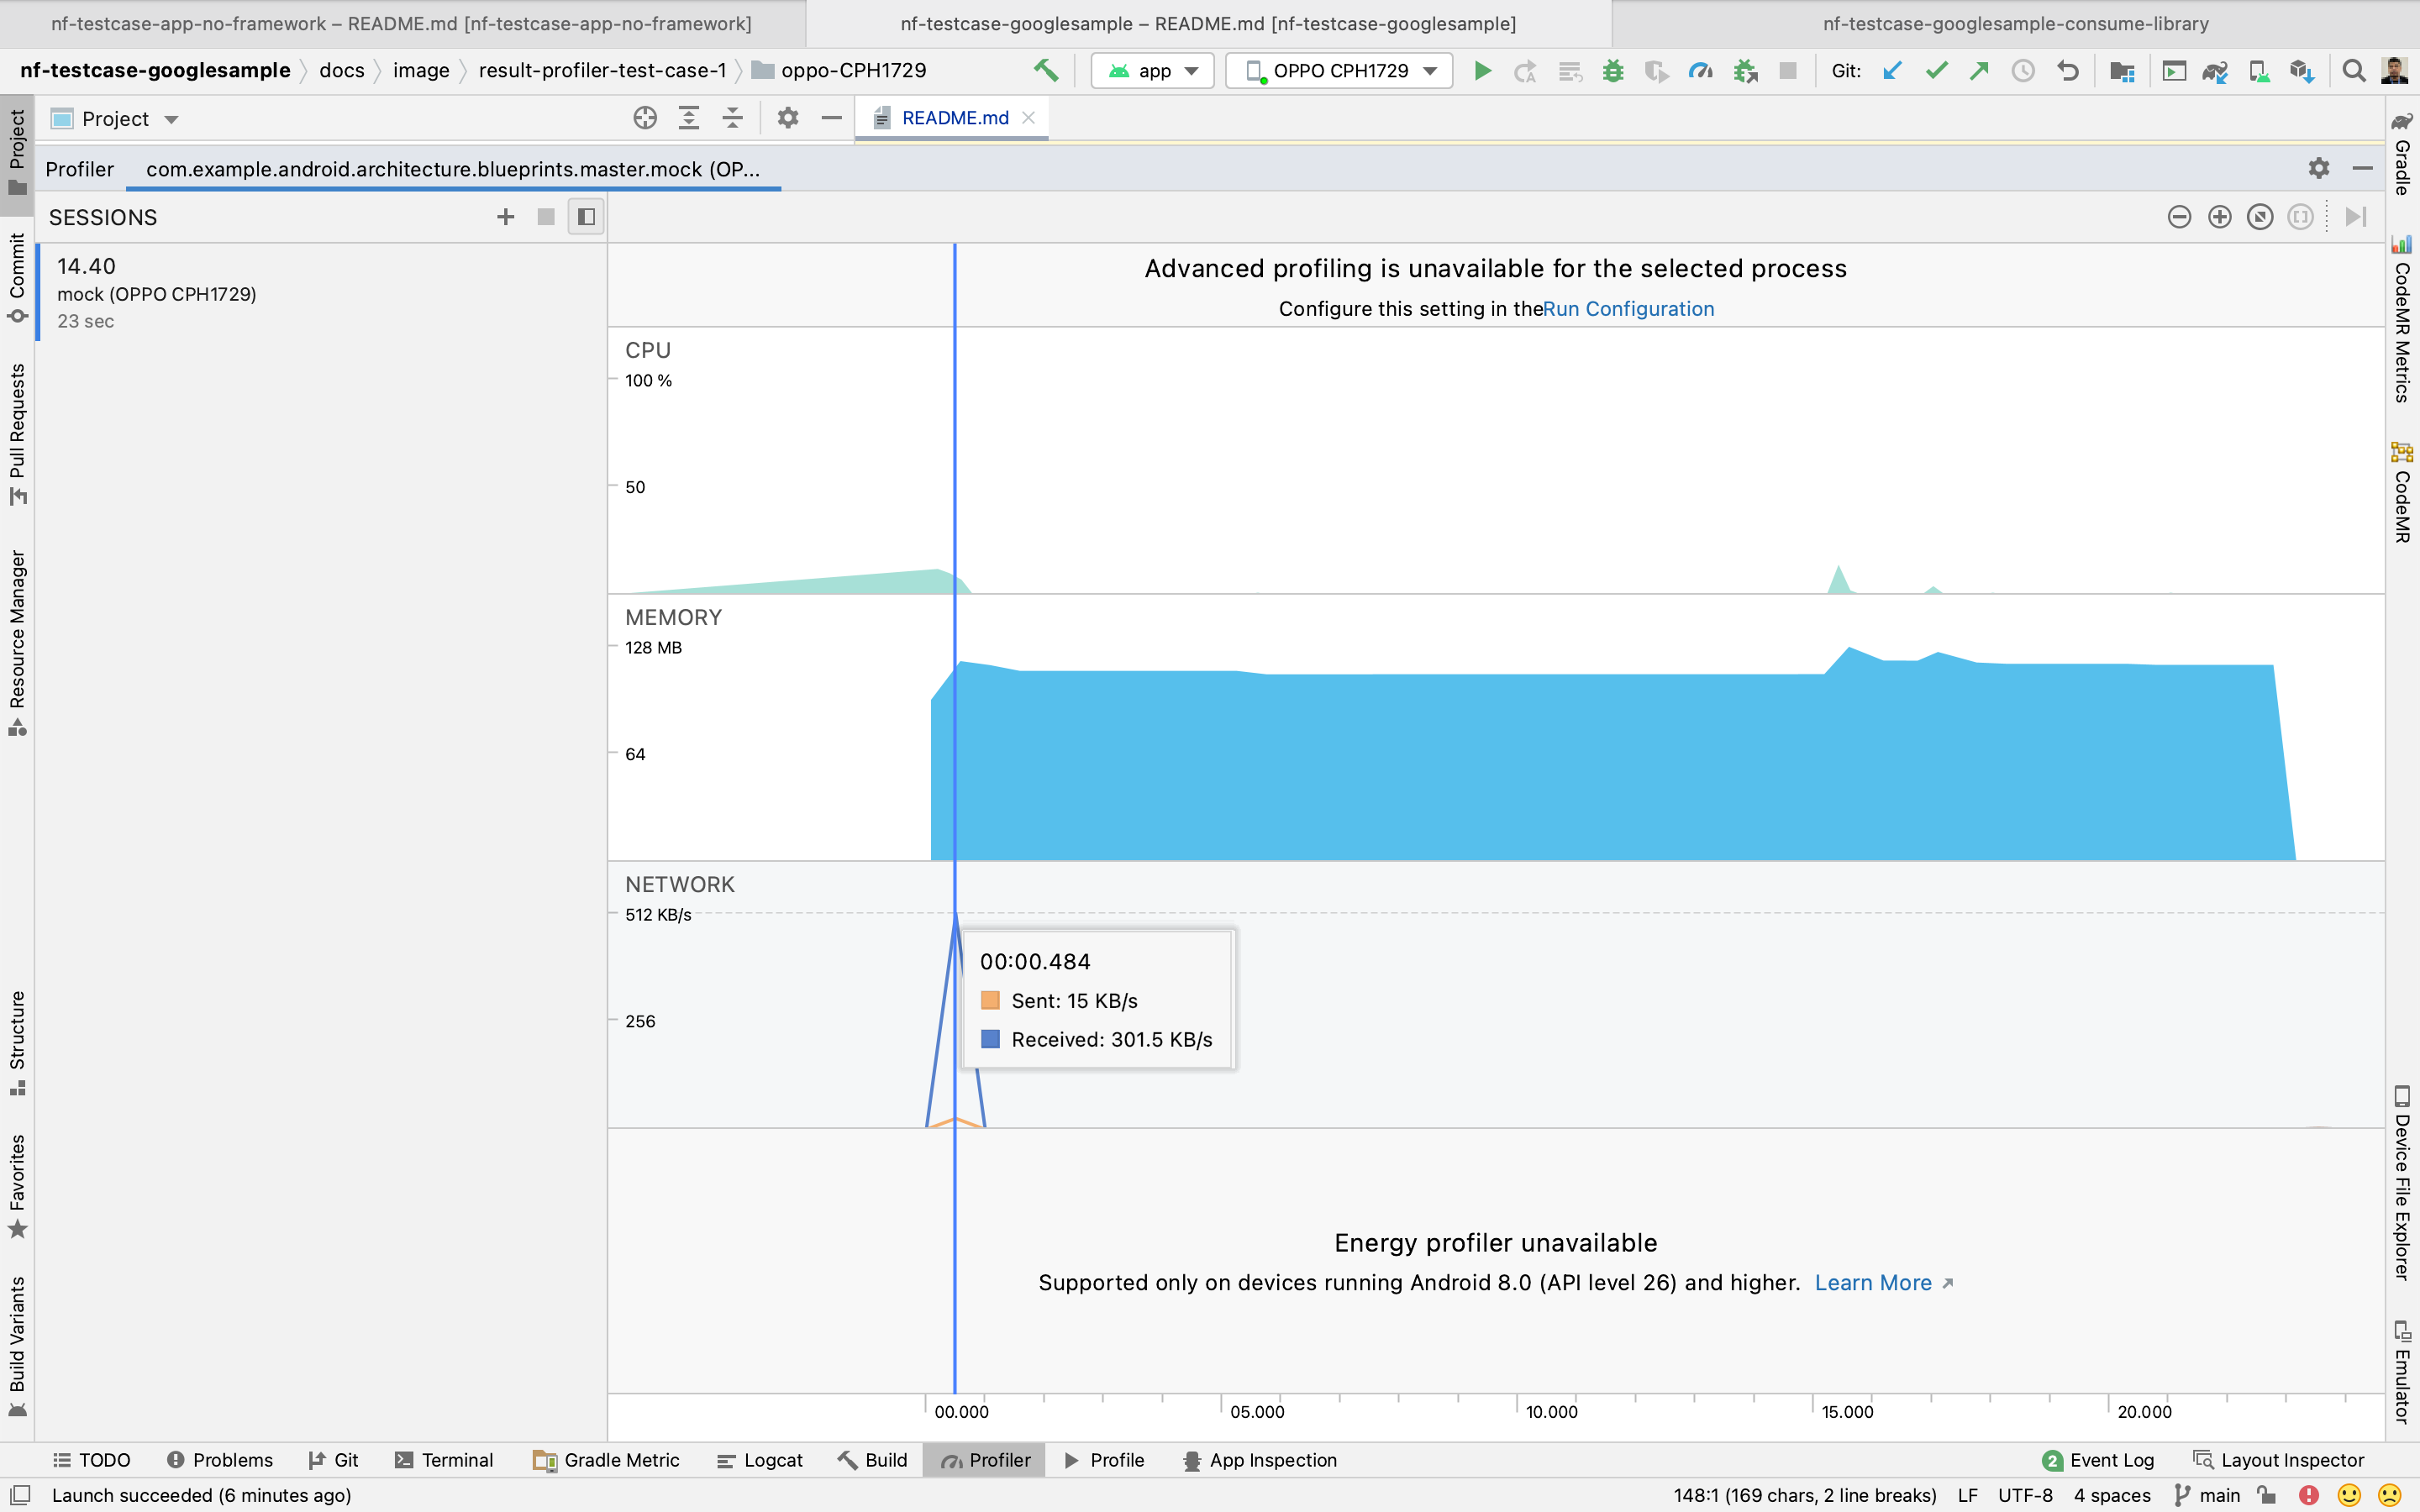 nf-testcase-app-no-framework – README.md [nf-testcase-app-no-framework]
nf-testcase-googlesample – README.md [nf-testcase-googlesample]
nf-testcase-googlesample-consume-library
nf-testcase-googlesample
docs
image
result-profiler-test-case-1
oppo-CPH1729
app
OPPO CPH1729
Git:
Project
README.md
Profiler
com.example.android.architecture.blueprints.master.mock (OP...
SESSIONS
14.40
mock (OPPO CPH1729)
23 sec
Advanced profiling is unavailable for the selected process
Configure this setting in theRun Configuration
CPU
100 %
50
MEMORY
128 MB
64
NETWORK
512 KB/s
256
00:00.484
Sent: 15 KB/s
Received: 301.5 KB/s
Energy profiler unavailable
Supported only on devices running Android 8.0 (API level 26) and higher. Learn More
00.000
05.000
10.000
15.000
20.000
Project
Commit
Pull Requests
Resource Manager
Structure
Favorites
Build Variants
Gradle
CodeMR Metrics
CodeMR
Device File Explorer
Emulator
TODO
Problems
Git
Terminal
Gradle Metric
Logcat
Build
Profiler
Profile
App Inspection
2 Event Log
Layout Inspector
Launch succeeded (6 minutes ago)
148:1 (169 chars, 2 line breaks)
LF
UTF-8
4 spaces
main